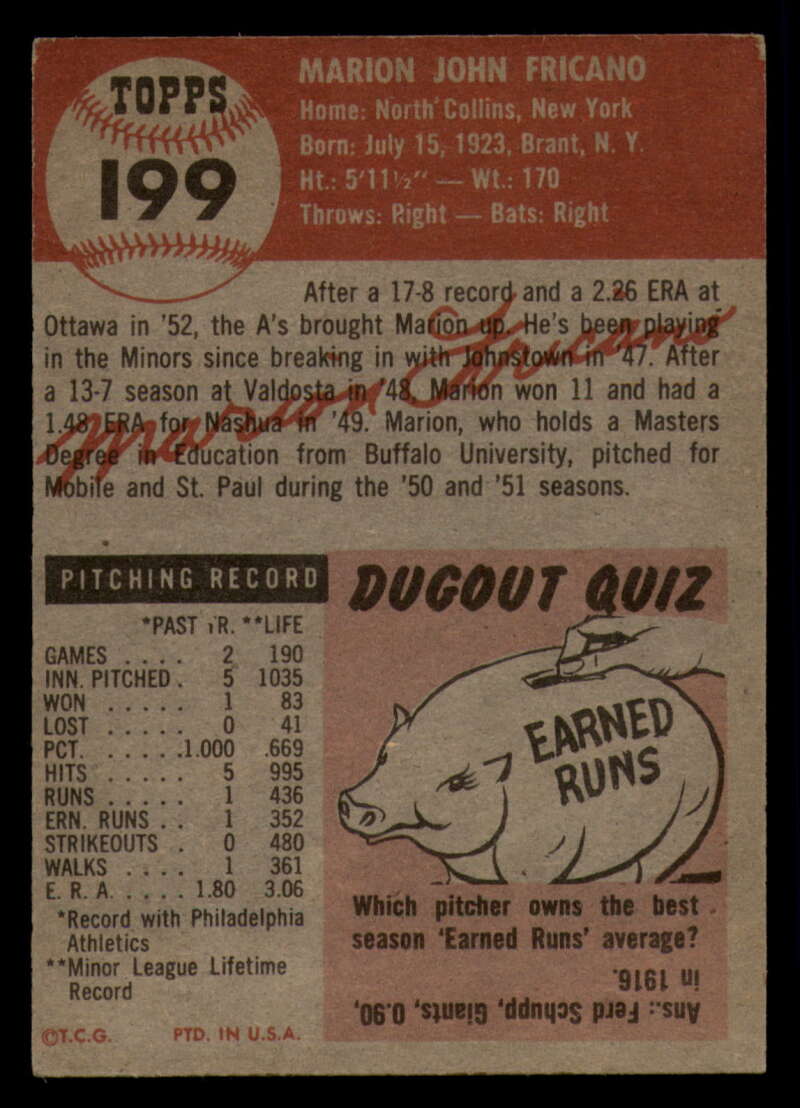 TOPPS
199
MARION JOHN FRICANO
Home: North Collins, New York
Born: July 15, 1923, Brant, N. Y.
Ht.: 5'11½" — Wt.: 170
Throws: Right — Bats: Right
After a 17-8 record and a 2.26 ERA at
Ottawa in '52, the A's brought Marion up. He's been playing
in the Minors since breaking in with Johnstown in '47. After
a 13-7 season at Valdosta in '48, Marion won 11 and had a
1.48 ERA for Nashua in '49. Marion, who holds a Masters
Degree in Education from Buffalo University, pitched for
Mobile and St. Paul during the '50 and '51 seasons.
Marion Fricano
PITCHING RECORD
*PAST YR. **LIFE
GAMES . . . . 2 190
INN. PITCHED . 5 1035
WON . . . . . 1 83
LOST . . . . . 0 41
PCT. . . . . .1.000 .669
HITS . . . . . 5 995
RUNS . . . . . 1 436
ERN. RUNS . . 1 352
STRIKEOUTS . 0 480
WALKS . . . . 1 361
E. R. A. . . . . 1.80 3.06
*Record with Philadelphia
Athletics
**Minor League Lifetime
Record
©T.C.G. PTD. IN U.S.A.
DUGOUT QUIZ
EARNED
RUNS
Which pitcher owns the best
season 'Earned Runs' average?
Ans.: Ferd Schupp, Giants, 0.90,
in 1916.